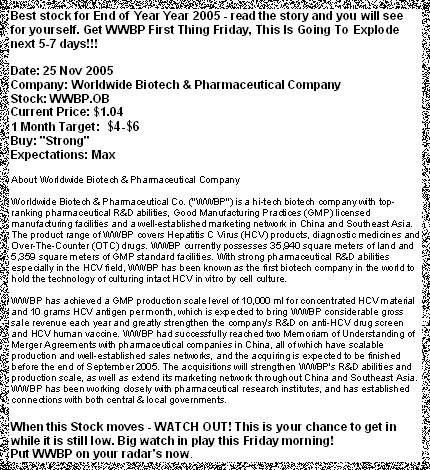 Best stock for End of Year Year 2005 - read the story and you will see
for yourself. Get WWBP First Thing Friday, This Is Going To Explode
next 5-7 days!!!
Date: 25 Nov 2005
Company: Worldwide Biotech & Pharmaceutical Company
Stock: WWBP.OB
Current Price: $1.04
1 Month Target: $4-$6
Buy: "Strong"
Expectations: Max
About Worldwide Biotech & Pharmaceutical Company
Worldwide Biotech & Pharmaceutical Co. ("WWBP") is a hi-tech biotech company with top-
ranking pharmaceutical R&D abilities, Good Manufacturing Practices (GMP) licensed
manufacturing facilities and a well-established marketing network in China and Southeast Asia.
The product range of WWBP covers Hepatitis C Virus (HCV) products, diagnostic medicines and
Over-The-Counter (OTC) drugs. WWBP currently possesses 35,940 square meters of land and
5,359 square meters of GMP standard facilities. With strong pharmaceutical R&D abilities
especially in the HCV field, WWBP has been known as the first biotech company in the world to
hold the technology of culturing intact HCV in vitro by cell culture.
WWBP has achieved a GMP production scale level of 10,000 ml for concentrated HCV material
and 10 grams HCV antigen per month, which is expected to bring WWBP considerable gross
sale revenue each year and greatly strengthen the company's R&D on anti-HCV drug screen
and HCV human vaccine. WWBP had successfully reached two Memoriam of Understanding of
Merger Agreements with pharmaceutical companies in China, all of which have scalable
production and well-established sales networks, and the acquiring is expected to be finished
before the end of September 2005. The acquisitions will strengthen WWBP's R&D abilities and
production scale, as well as extend its marketing network throughout China and Southeast Asia.
WWBP has been working closely with pharmaceutical research institutes, and has established
connections with both central & local governments.
When this Stock moves - WATCH OUT! This is your chance to get in
while it is still low. Big watch in play this Friday morning!
Put WWBP on your radar's now.